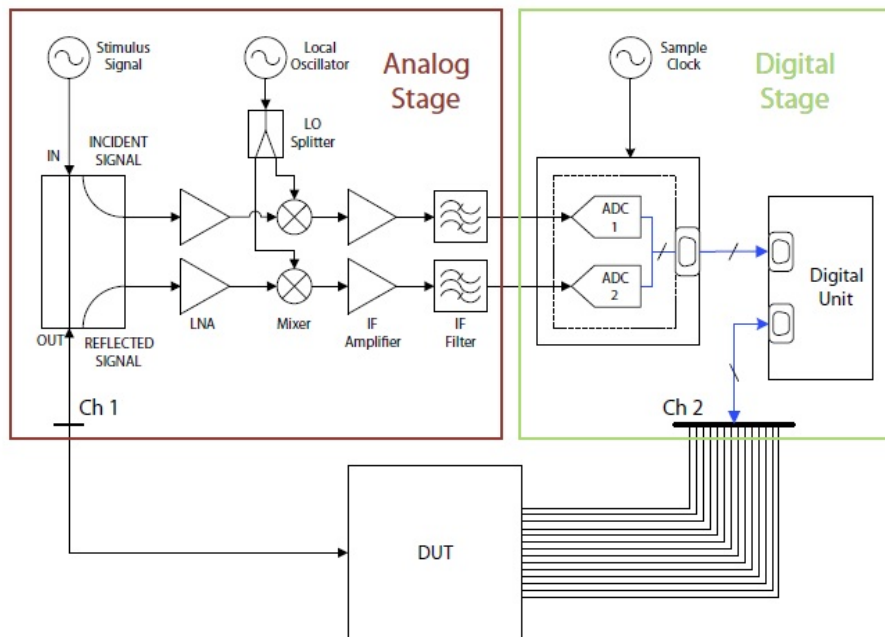 Stimulus
Signal
Local
Oscillator
Analog
Stage
Sample
Clock
Digital
Stage
LO
Splitter
IN
INCIDENT
SIGNAL
ADC
1
ADC
2
Digital
Unit
OUT
REFLECTED
SIGNAL
LNA
Mixer
IF
Amplifier
IF
Filter
Ch 1
Ch 2
DUT